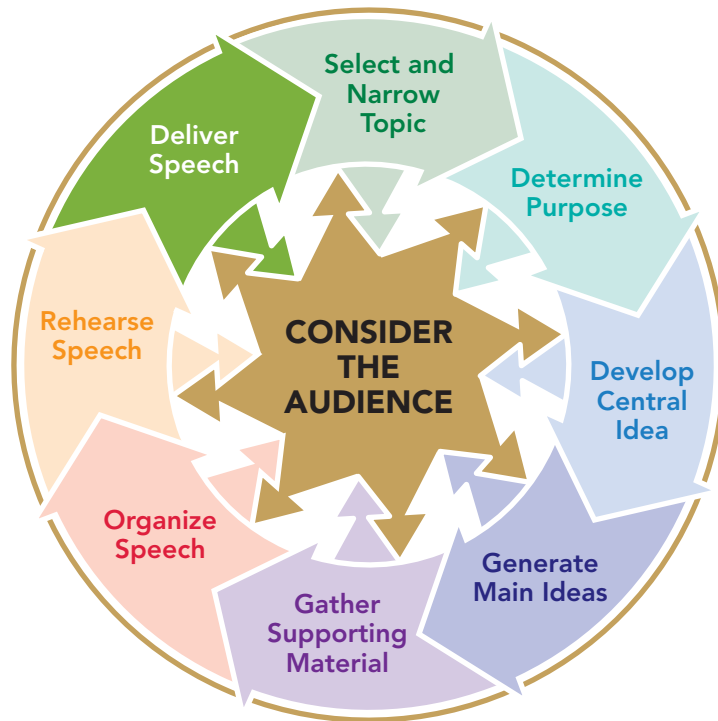 Select and
Narrow
Topic
Determine
Purpose
Develop
Central
Idea
Generate
Main Ideas
Gather
Supporting
Material
Organize
Speech
Rehearse
Speech
Deliver
Speech
CONSIDER
THE
AUDIENCE